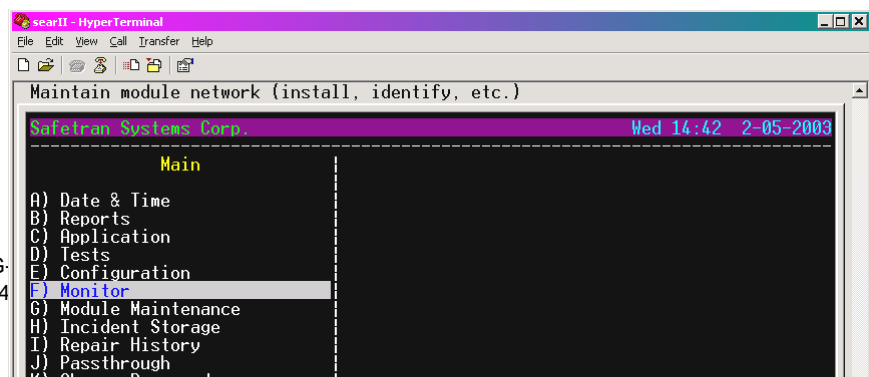 searII - HyperTerminal
File Edit View Call Transfer Help
Maintain module network (install, identify, etc.)
Safetran Systems Corp. Wed 14:42 2-05-2003
Main
A) Date & Time
B) Reports
C) Application
D) Tests
E) Configuration
F) Monitor
G) Module Maintenance
H) Incident Storage
I) Repair History
J) Passthrough